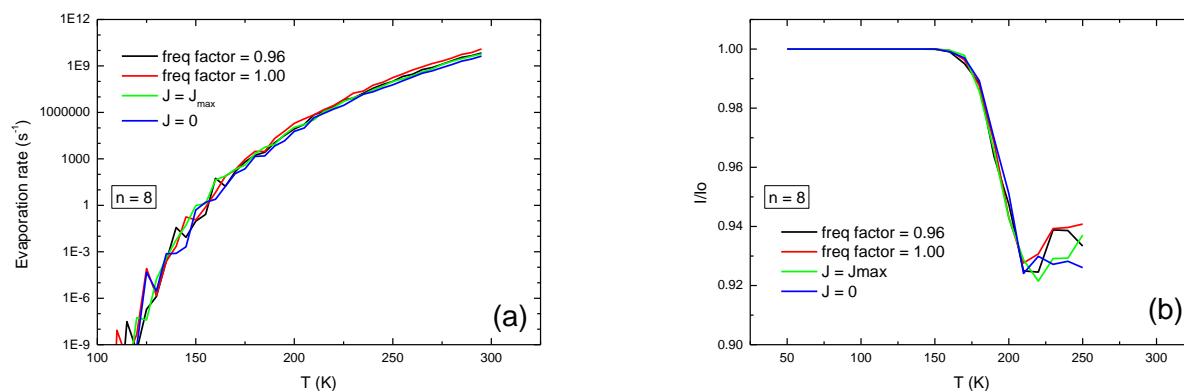 1E12
1E9
1000000
1000
1
1E-3
1E-6
1E-9
Evaporation rate (s⁻¹)
freq factor = 0.96
freq factor = 1.00
J = J_max
J = 0
n = 8
(a)
100 150 200 250 300
T (K)
1.00
0.98
0.96
0.94
0.92
0.90
I/Io
n = 8
freq factor = 0.96
freq factor = 1.00
J = Jmax
J = 0
(b)
50 100 150 200 250 300
T (K)